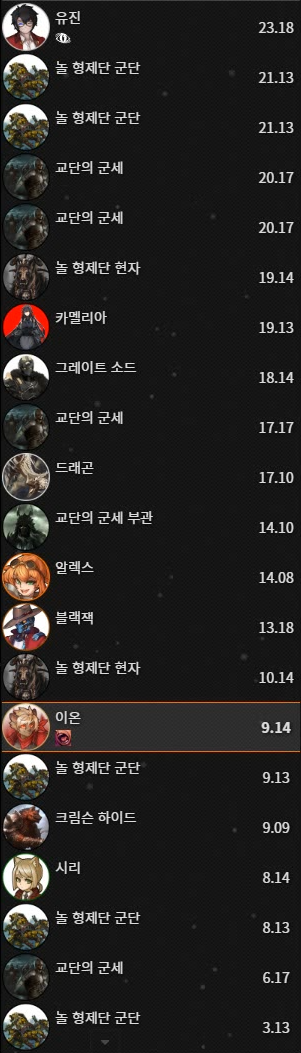 유진
23.18
놀 형제단 군단
21.13
놀 형제단 군단
21.13
교단의 군세
20.17
교단의 군세
20.17
놀 형제단 현자
19.14
카멜리아
19.13
그레이트 소드
18.14
교단의 군세
17.17
드래곤
17.10
교단의 군세 부관
14.10
알렉스
14.08
블랙잭
13.18
놀 형제단 현자
10.14
이온
9.14
놀 형제단 군단
9.13
크림슨 하이드
9.09
시리
8.14
놀 형제단 군단
8.13
교단의 군세
6.17
놀 형제단 군단
3.13